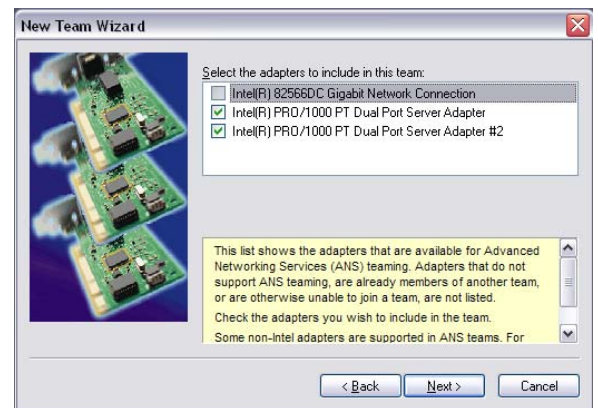 New Team Wizard
Select the adapters to include in this team:
Intel(R) 82566DC Gigabit Network Connection
Intel(R) PRO/1000 PT Dual Port Server Adapter
Intel(R) PRO/1000 PT Dual Port Server Adapter #2
This list shows the adapters that are available for Advanced
Networking Services (ANS) teaming. Adapters that do not
support ANS teaming, are already members of another team,
or are otherwise unable to join a team, are not listed.
Check the adapters you wish to include in the team.
Some non-Intel adapters are supported in ANS teams. For
< Back
Next >
Cancel